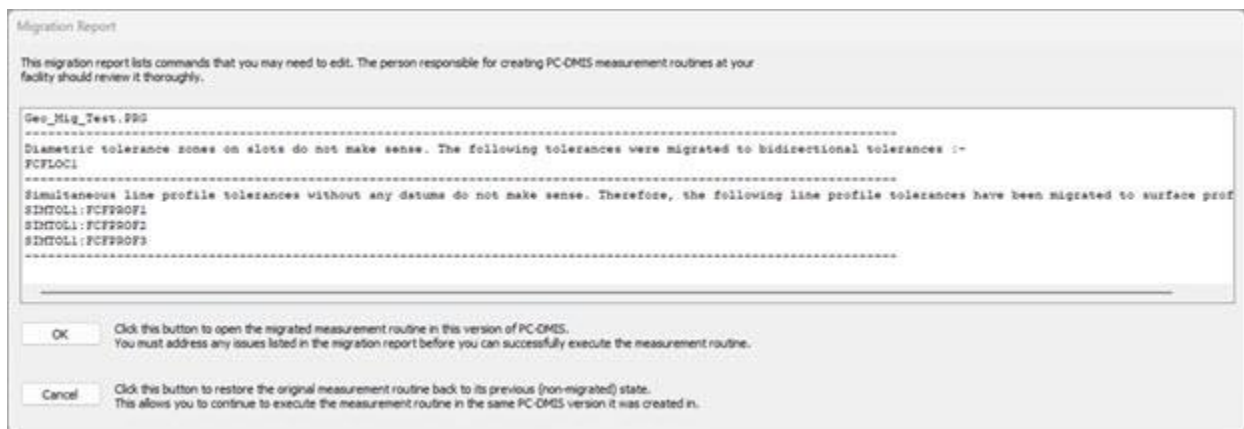 Migration Report
This migration report lists commands that you may need to edit. The person responsible for creating PC-DMIS measurement routines at your
facility should review it thoroughly.
Geo_Mig_Test.PRG
Diametric tolerance zones on slots do not make sense. The following tolerances were migrated to bidirectional tolerances :-
FCFLOC1
Simultaneous line profile tolerances without any datums do not make sense. Therefore, the following line profile tolerances have been migrated to surface prof
SIMTOL1:FCFPROF1
SIMTOL1:FCFPROF2
SIMTOL1:FCFPROF3
OK
Click this button to open the migrated measurement routine in this version of PC-DMIS.
You must address any issues listed in the migration report before you can successfully execute the measurement routine.
Cancel
Click this button to restore the original measurement routine back to its previous (non-migrated) state.
This allows you to continue to execute the measurement routine in the same PC-DMIS version it was created in.